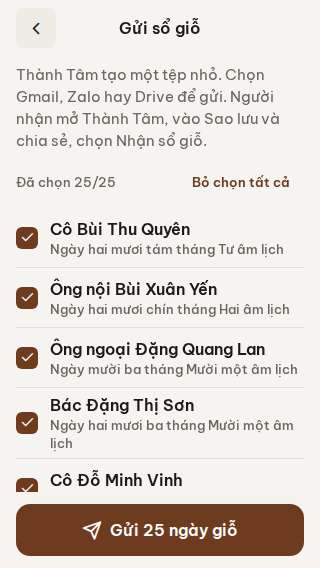 Gửi sổ giỗ
Thành Tâm tạo một tệp nhỏ. Chọn
Gmail, Zalo hay Drive để gửi. Người
nhận mở Thành Tâm, vào Sao lưu và
chia sẻ, chọn Nhận sổ giỗ.
Đã chọn 25/25
Bỏ chọn tất cả
Cô Bùi Thu Quyên
Ngày hai mươi tám tháng Tư âm lịch
Ông nội Bùi Xuân Yến
Ngày hai mươi chín tháng Hai âm lịch
Ông ngoại Đặng Quang Lan
Ngày mười ba tháng Mười một âm lịch
Bác Đặng Thị Sơn
Ngày hai mươi ba tháng Mười một âm
lịch
Cô Đỗ Minh Vinh
Gửi 25 ngày giỗ